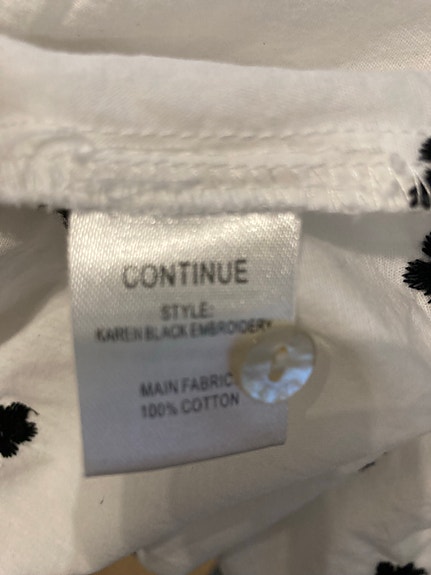 CONTINUE
STYLE:
KAREN BLACK EMBROIDERY
MAIN FABRIC
100% COTTON